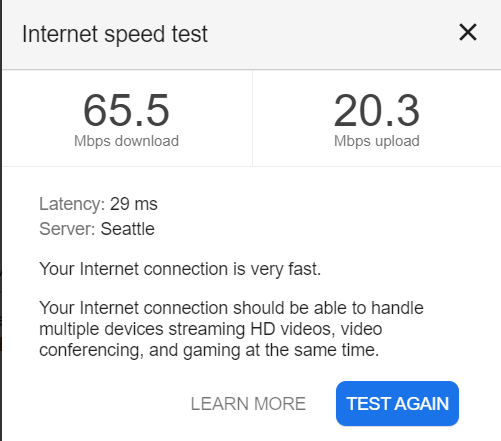 Internet speed test
65.5
Mbps download
20.3
Mbps upload
Latency: 29 ms
Server: Seattle
Your Internet connection is very fast.
Your Internet connection should be able to handle
multiple devices streaming HD videos, video
conferencing, and gaming at the same time.
LEARN MORE
TEST AGAIN